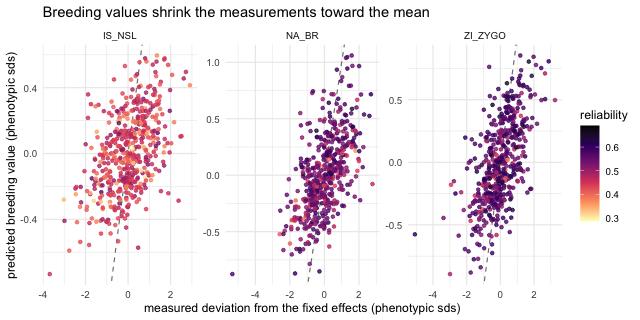 Breeding values shrink the measurements toward the mean
IS_NSL
NA_BR
ZI_ZYGO
predicted breeding value (phenotypic sds)
0.4
0.0
-0.4
1.0
0.5
0.0
-0.5
0.5
0.0
-0.5
-4 -2 0 2
-4 -2 0 2
-4 -2 0 2
measured deviation from the fixed effects (phenotypic sds)
reliability
0.6
0.5
0.4
0.3